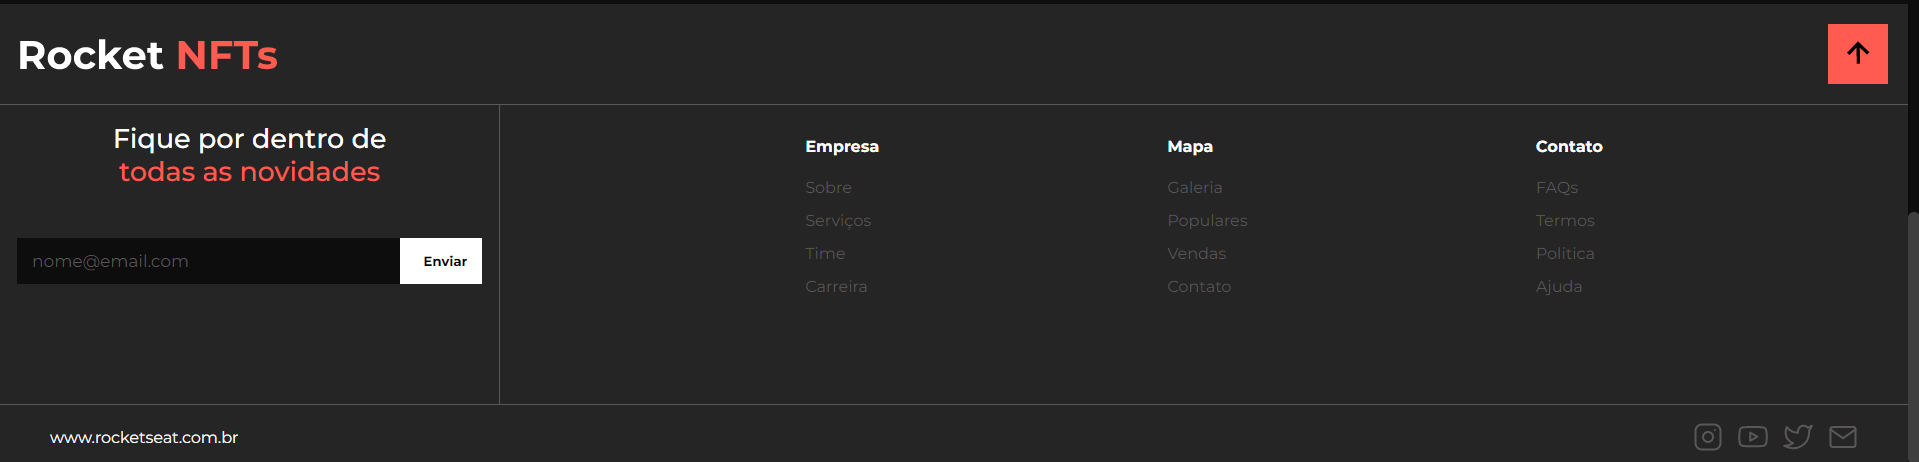 Rocket NFTs
Fique por dentro de
todas as novidades
nome@email.com
Enviar
Empresa
Sobre
Serviços
Time
Carreira
Mapa
Galeria
Populares
Vendas
Contato
Contato
FAQs
Termos
Politica
Ajuda
www.rocketseat.com.br